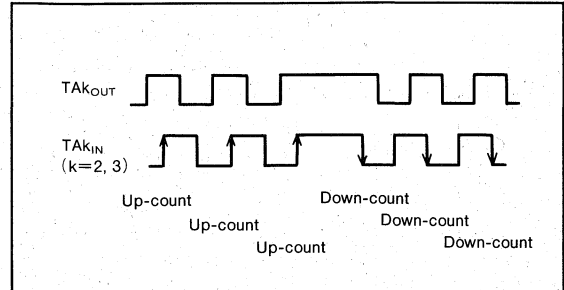 TAkOUT
TAkIN
(k=2, 3)
Up-count
Down-count
Up-count
Down-count
Up-count
Down-count